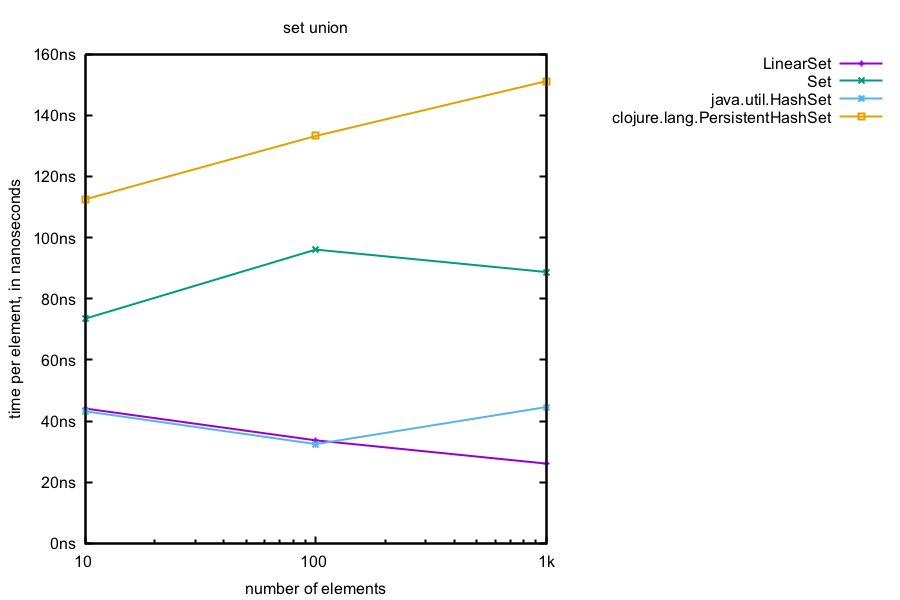 set union
160ns
140ns
120ns
100ns
80ns
60ns
40ns
20ns
0ns
time per element, in nanoseconds
10
100
1k
number of elements
LinearSet
Set
java.util.HashSet
clojure.lang.PersistentHashSet